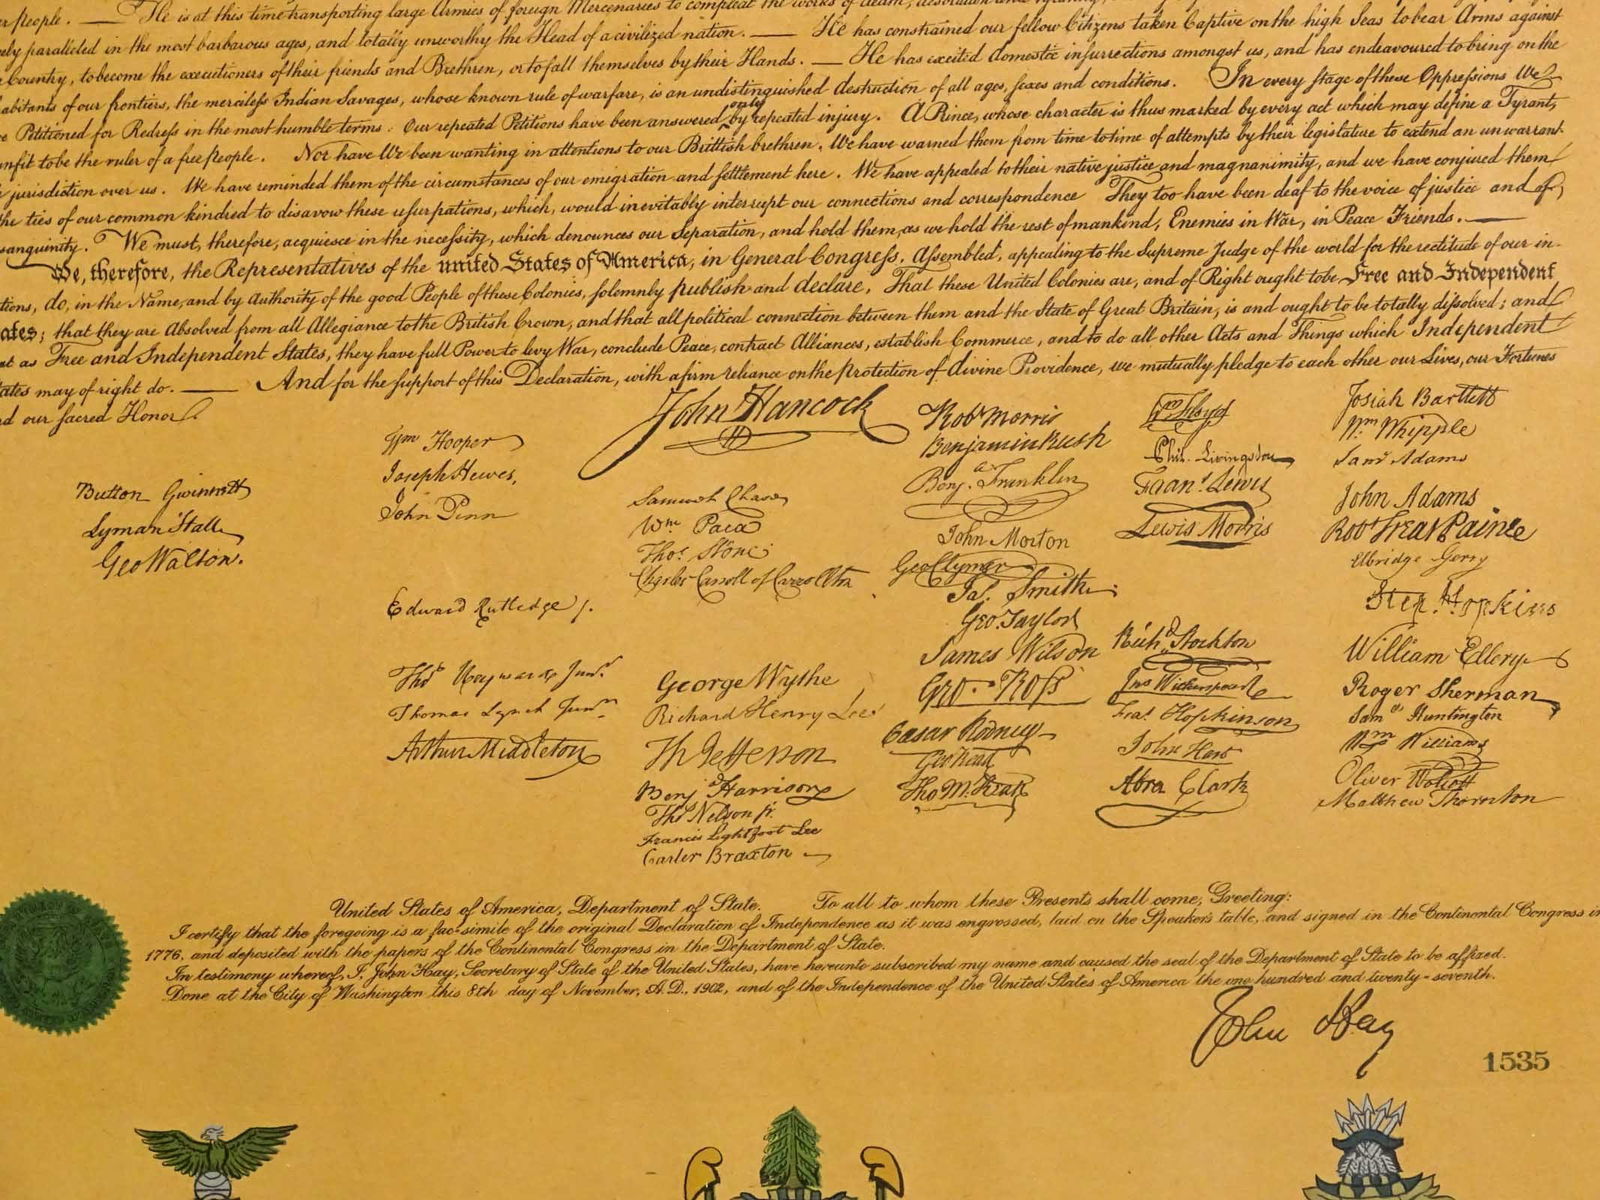 r people. — He is at this time transporting large Armies of foreign Mercenaries to compleat the works of death, desolation and tyranny,
ely paralleled in the most barbarous ages, and totally unworthy the Head of a civilized nation. — He has constrained our fellow Citizens taken Captive on the high Seas to bear Arms against
Country, to become the executioners of their friends and Brethren, or to fall themselves by their Hands. — He has excited domestic insurrections amongst us, and has endeavoured to bring on the
abitants of our frontiers, the merciless Indian Savages, whose known rule of warfare, is an undistinguished destruction of all ages, sexes and conditions. In every stage of these Oppressions We
e Petitioned for Redress in the most humble terms: Our repeated Petitions have been answered only by repeated injury. A Prince, whose character is thus marked by every act which may define a Tyrant,
unfit to be the ruler of a free people. Nor have We been wanting in attentions to our Brittish brethren. We have warned them from time to time of attempts by their legislature to extend an unwarrant-
jurisdiction over us. We have reminded them of the circumstances of our emigration and settlement here. We have appealed to their native justice and magnanimity, and we have conjured them
the ties of our common kindred to disavow these usurpations, which, would inevitably interrupt our connections and correspondence They too have been deaf to the voice of justice and of
sanguinity. We must, therefore, acquiesce in the necessity, which denounces our Separation, and hold them, as we hold the rest of mankind, Enemies in War, in Peace Friends. —
We, therefore, the Representatives of the united States of America, in General Congress, Assembled, appealing to the Supreme Judge of the world for the rectitude of our in-
tions, do, in the Name, and by Authority of the good People of these Colonies, solemnly publish and declare, That these United Colonies are, and of Right ought to be Free and Independent
ates; that they are Absolved from all Allegiance to the British Crown, and that all political connection between them and the State of Great Britain, is and ought to be totally dissolved; and
at as Free and Independent States, they have full Power to levy War, conclude Peace, contract Alliances, establish Commerce, and to do all other Acts and Things which Independent
tates may of right do. — And for the support of this Declaration, with a firm reliance on the protection of divine Providence, we mutually pledge to each other our Lives, our Fortunes
nd our sacred Honor.
Button Gwinnett
Lyman Hall
Geo Walton.
Wm Hooper
Joseph Hewes,
John Penn
Edward Rutledge /.
Thos Heyward Junr.
Thomas Lynch Junr.
Arthur Middleton
John Hancock
Samuel Chase
Wm Paca
Thos. Stone
Charles Carroll of Carrollton
George Wythe
Richard Henry Lee
Th Jefferson
Benj Harrison
Thos Nelson jr.
Francis Lightfoot Lee
Carter Braxton
Robt Morris
Benjamin Rush
Benj. Franklin
John Morton
Geo Clymer
Jas. Smith
Geo. Taylor
James Wilson
Geo. Ross
Caesar Rodney
Geo Read
Tho M:Kean
Wm Floyd
Phil. Livingston
Frans. Lewis
Lewis Morris
Richd Stockton
Jno Witherspoon
Fras. Hopkinson
John Hart
Abra Clark
Josiah Bartlett
Wm Whipple
Saml Adams
John Adams
Robt Treat Paine
Elbridge Gerry
Step. Hopkins
William Ellery
Roger Sherman
Samel Huntington
Wm Williams
Oliver Wolcott
Matthew Thornton
United States of America, Department of State. To all to whom these Presents shall come, Greeting:
I certify that the foregoing is a fac-simile of the original Declaration of Independence as it was engrossed, laid on the Speaker's table, and signed in the Continental Congress in
1776, and deposited with the papers of the Continental Congress in the Department of State.
In testimony whereof, I, John Hay, Secretary of State of the United States, have hereunto subscribed my name and caused the seal of the Department of State to be affixed.
Done at the City of Washington this 8th day of November, A.D., 1902, and of the Independence of the United States of America the one hundred and twenty-seventh.
John Hay
1535